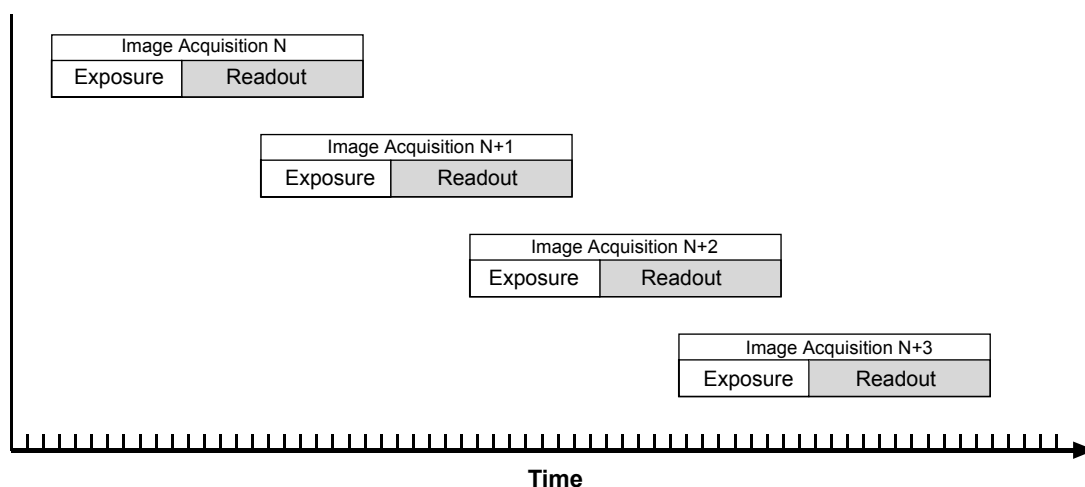 Image Acquisition N
Exposure Readout
Image Acquisition N+1
Exposure Readout
Image Acquisition N+2
Exposure Readout
Image Acquisition N+3
Exposure Readout
Time